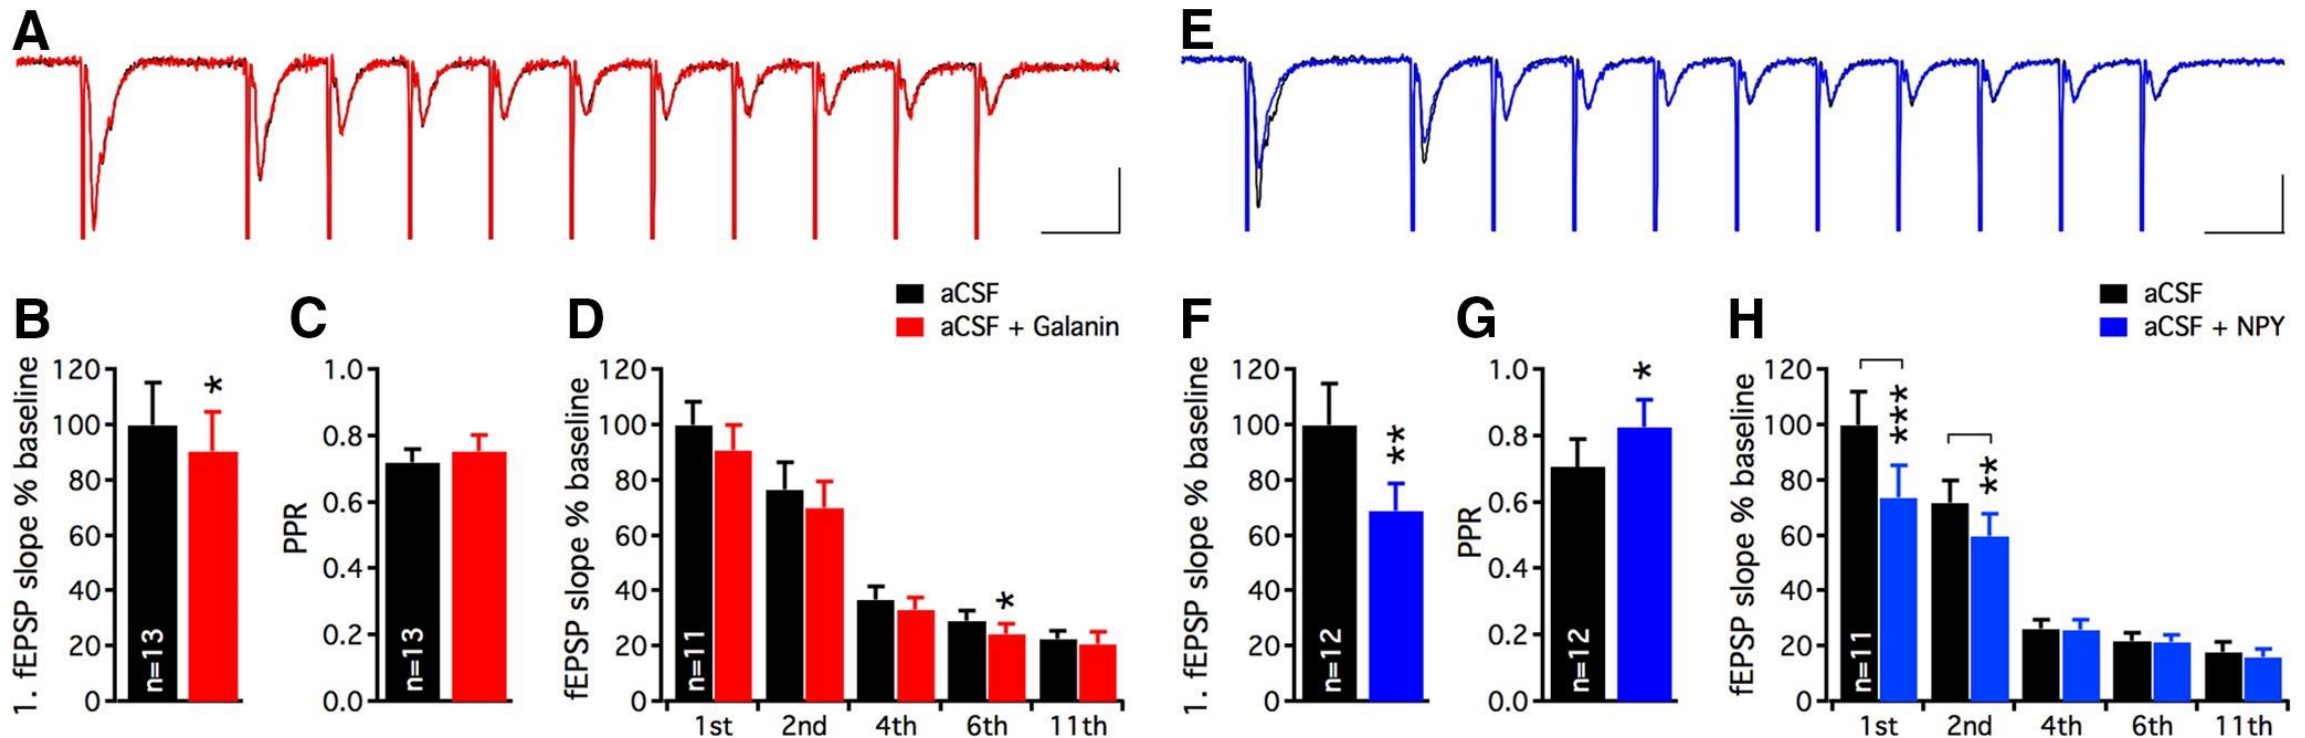 A
E
aCSF
aCSF + Galanin
aCSF
aCSF + NPY
B
1. fEPSP slope % baseline
120
100
80
60
40
20
0
n=13
*
C
PPR
1.0
0.8
0.6
0.4
0.2
0.0
n=13
D
fEPSP slope % baseline
120
100
80
60
40
20
0
n=11
*
1st 2nd 4th 6th 11th
F
1. fEPSP slope % baseline
120
100
80
60
40
20
0
n=12
**
G
PPR
1.0
0.8
0.6
0.4
0.2
0.0
n=12
*
H
fEPSP slope % baseline
120
100
80
60
40
20
0
n=11
***
**
1st 2nd 4th 6th 11th